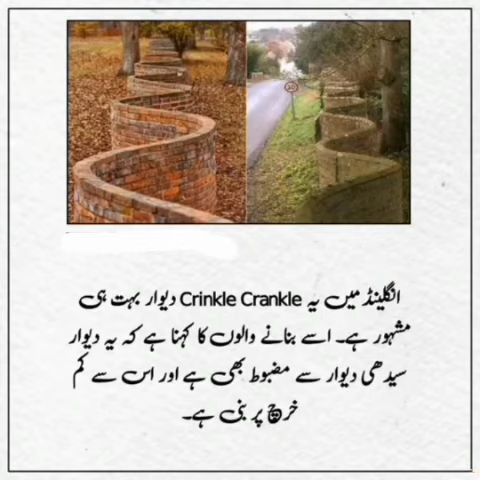 30
انگلینڈ میں یہ Crinkle Crankle دیوار بہت ہی
مشہور ہے۔ اسے بنانے والوں کا کہنا ہے کہ یہ دیوار
سیدھی دیوار سے مضبوط بھی ہے اور اس سے کم
خرچ پر بنی ہے۔